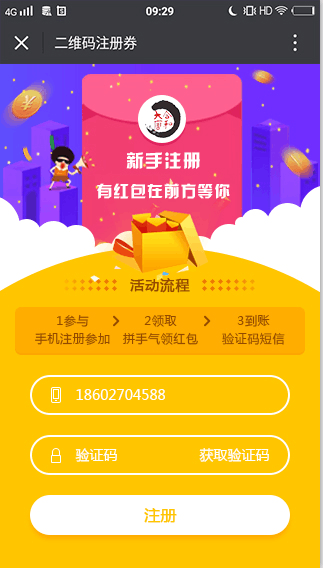 4G
09:29
HD
二维码注册券
新手注册
有红包在前方等你
活动流程
1参与 2领取 3到账
手机注册参加 拼手气领红包 验证码短信
18602704588
验证码 获取验证码
注册